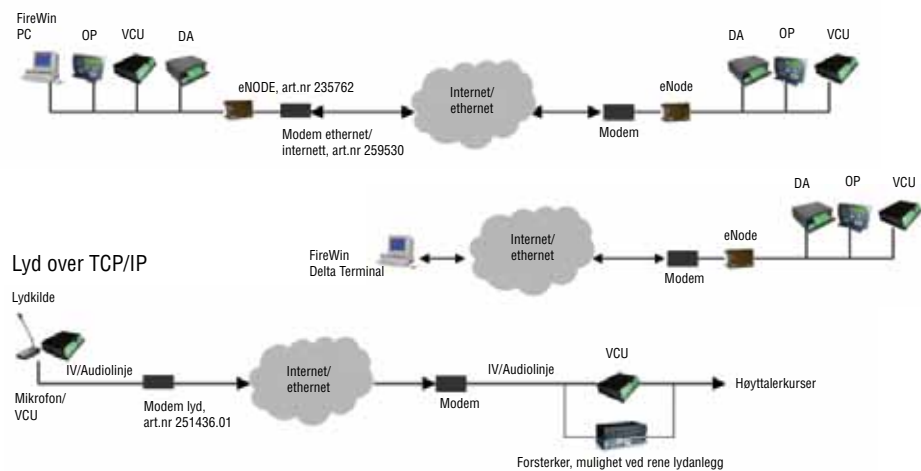 FireWin
PC
OP
VCU
DA
eNODE, art.nr 235762
Modem ethernet/
internett, art.nr 259530
Internet/
ethernet
Modem
eNode
DA
OP
VCU
FireWin
Delta Terminal
Internet/
ethernet
Modem
eNode
DA
OP
VCU
Lyd over TCP/IP
Lydkilde
Mikrofon/
VCU
IV/Audiolinje
Modem lyd,
art.nr 251436.01
Internet/
ethernet
Modem
IV/Audiolinje
VCU
Høyttalerkurser
Forsterker, mulighet ved rene lydanlegg